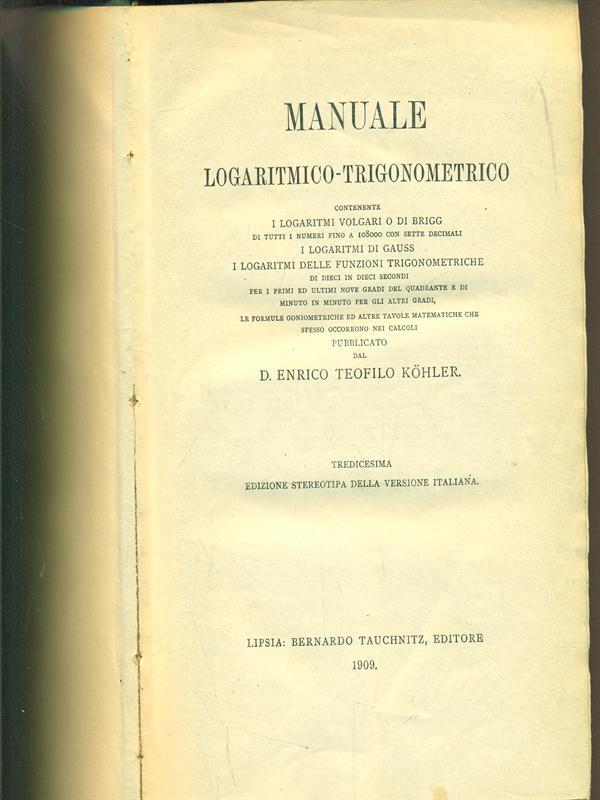 MANUALE
LOGARITMICO-TRIGONOMETRICO
CONTENENTE
I LOGARITMI VOLGARI O DI BRIGG
DI TUTTI I NUMERI FINO A 108000 CON SETTE DECIMALI
I LOGARITMI DI GAUSS
I LOGARITMI DELLE FUNZIONI TRIGONOMETRICHE
DI DIECI IN DIECI SECONDI
PER I PRIMI ED ULTIMI NOVE GRADI DEL QUADRANTE E DI
MINUTO IN MINUTO PER GLI ALTRI GRADI,
LE FORMULE GONIOMETRICHE ED ALTRE TAVOLE MATEMATICHE CHE
SPESSO OCCORRONO NEI CALCOLI
PUBBLICATO
DAL
D. ENRICO TEOFILO KÖHLER.
TREDICESIMA
EDIZIONE STEREOTIPA DELLA VERSIONE ITALIANA.
LIPSIA: BERNARDO TAUCHNITZ, EDITORE
1909.